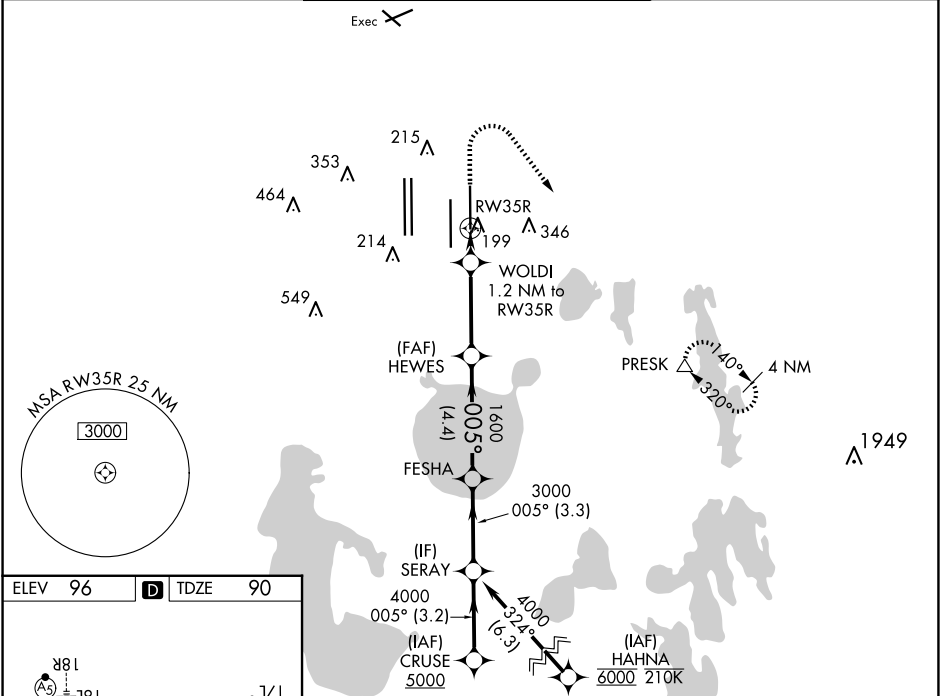 Exec
215
353
464
RW35R
346
199
214
WOLDI
1.2 NM to
RW35R
549
(FAF)
HEWES
PRESK
140°
320°
4 NM
MSA RW35R 25 NM
3000
1600
005°
(4.4)
1949
FESHA
3000
005° (3.3)
(IF)
SERAY
ELEV 96
D
TDZE 90
4000
005° (3.2)
4000
324°
(6.3)
(IAF)
CRUSE
5000
(IAF)
HAHNA
6000 210K
18R
A5
18L